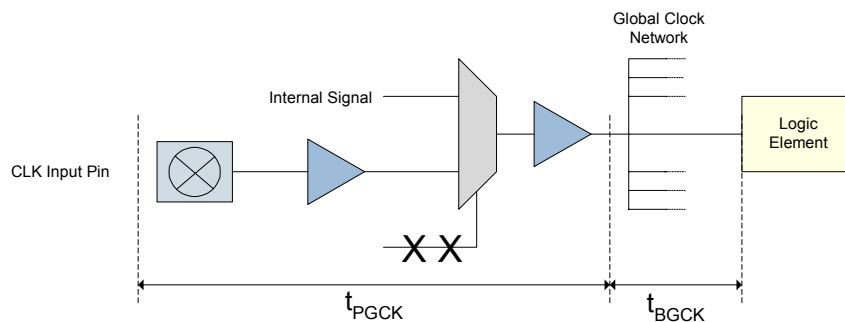 Global Clock
Network
Internal Signal
Logic
Element
CLK Input Pin
X X
tPGCK
tBGCK